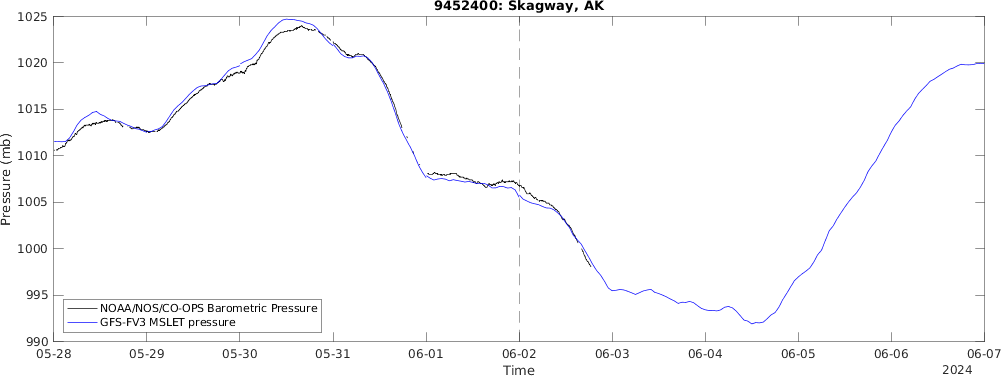 9452400: Skagway, AK
Pressure (mb)
1025
1020
1015
1010
1005
1000
995
990
NOAA/NOS/CO-OPS Barometric Pressure
GFS-FV3 MSLET pressure
05-28 05-29 05-30 05-31 06-01 06-02 06-03 06-04 06-05 06-06 06-07
Time
2024